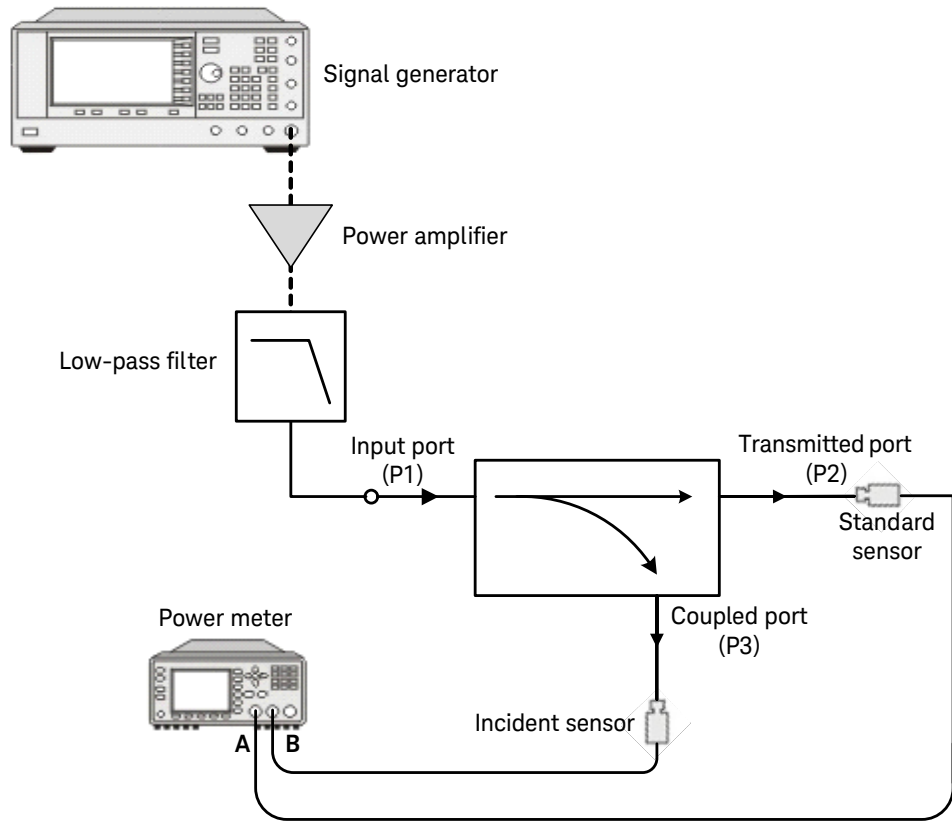 Signal generator
Power amplifier
Low-pass filter
Input port
(P1)
Transmitted port
(P2)
Standard
sensor
Coupled port
(P3)
Power meter
Incident sensor
A
B